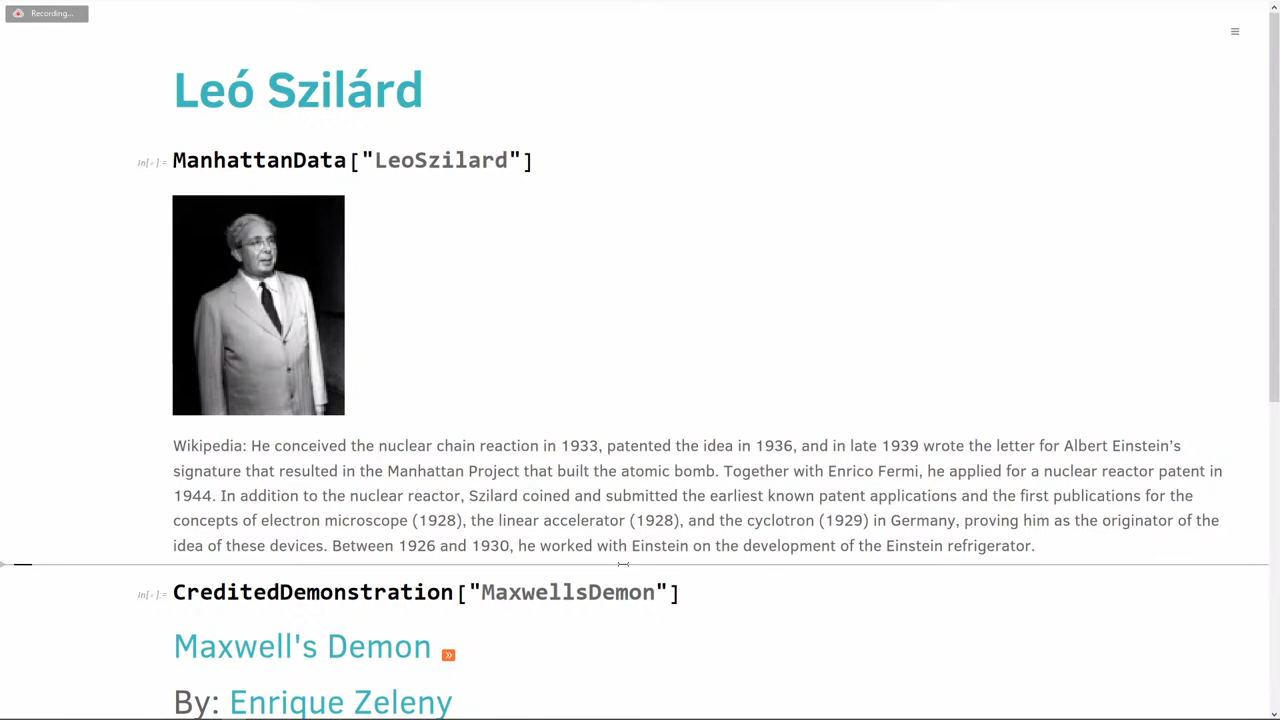 Recording...
Leó Szilárd
In[◦]:= ManhattanData["LeoSzilard"]
Wikipedia: He conceived the nuclear chain reaction in 1933, patented the idea in 1936, and in late 1939 wrote the letter for Albert Einstein's
signature that resulted in the Manhattan Project that built the atomic bomb. Together with Enrico Fermi, he applied for a nuclear reactor patent in
1944. In addition to the nuclear reactor, Szilard coined and submitted the earliest known patent applications and the first publications for the
concepts of electron microscope (1928), the linear accelerator (1928), and the cyclotron (1929) in Germany, proving him as the originator of the
idea of these devices. Between 1926 and 1930, he worked with Einstein on the development of the Einstein refrigerator.
In[◦]:= CreditedDemonstration["MaxwellsDemon"]
Maxwell's Demon »
By: Enrique Zeleny